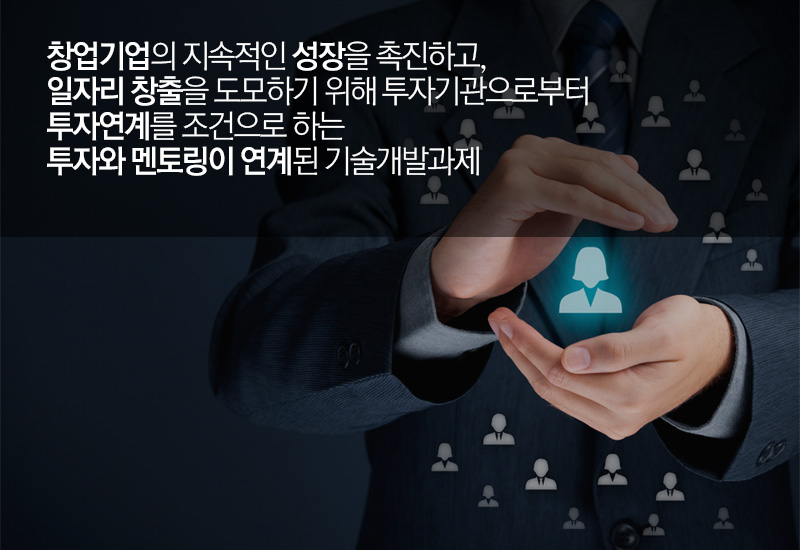 창업기업의 지속적인 성장을 촉진하고,
일자리 창출을 도모하기 위해 투자기관으로부터
투자연계를 조건으로 하는
투자와 멘토링이 연계된 기술개발과제